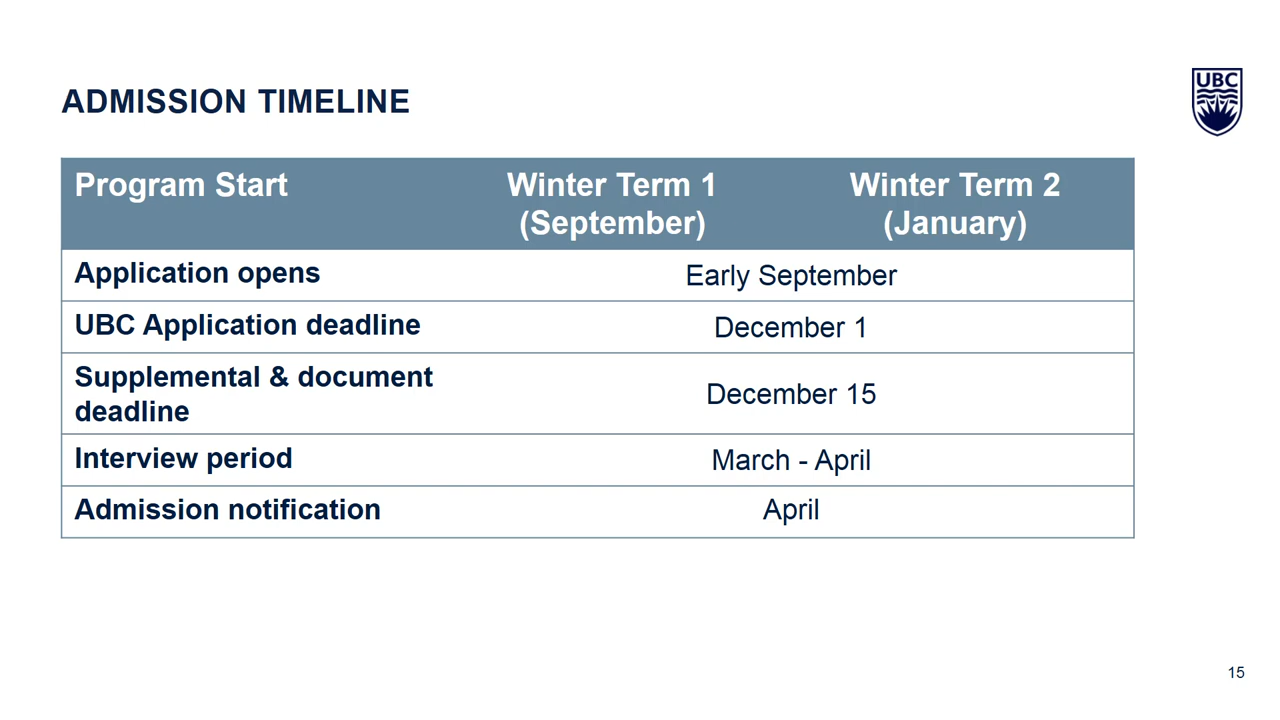 UBC
ADMISSION TIMELINE
Program Start Winter Term 1 Winter Term 2
(September) (January)
Application opens Early September
UBC Application deadline December 1
Supplemental & document
deadline December 15
Interview period March - April
Admission notification April
15